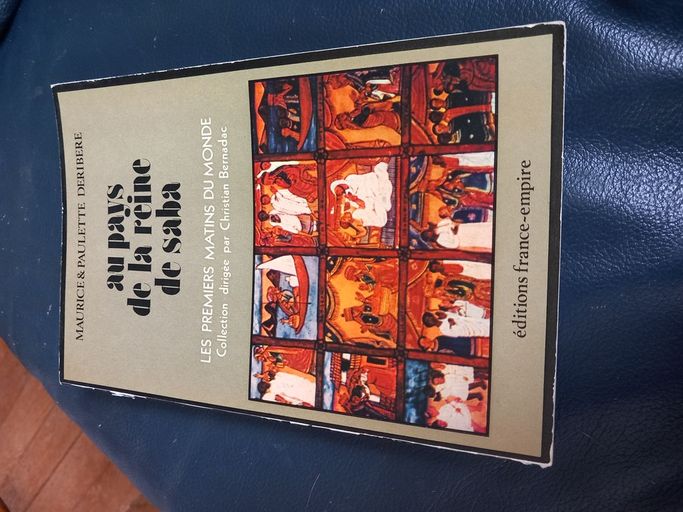 MAURICE & PAULETTE DERIBERE
au pays
de la reine
de saba
LES PREMIERS MATINS DU MONDE
Collection dirigée par Christian Bernadac
éditions france-empire